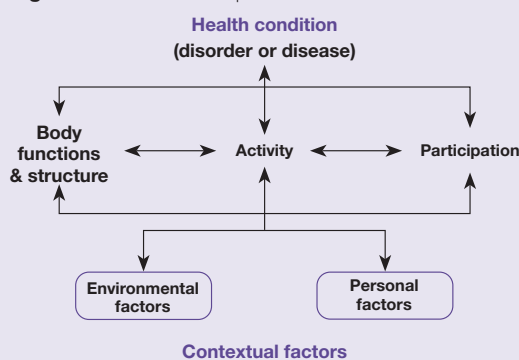 Health condition
(disorder or disease)
Body
functions
& structure
Activity
Participation
Environmental
factors
Personal
factors
Contextual factors